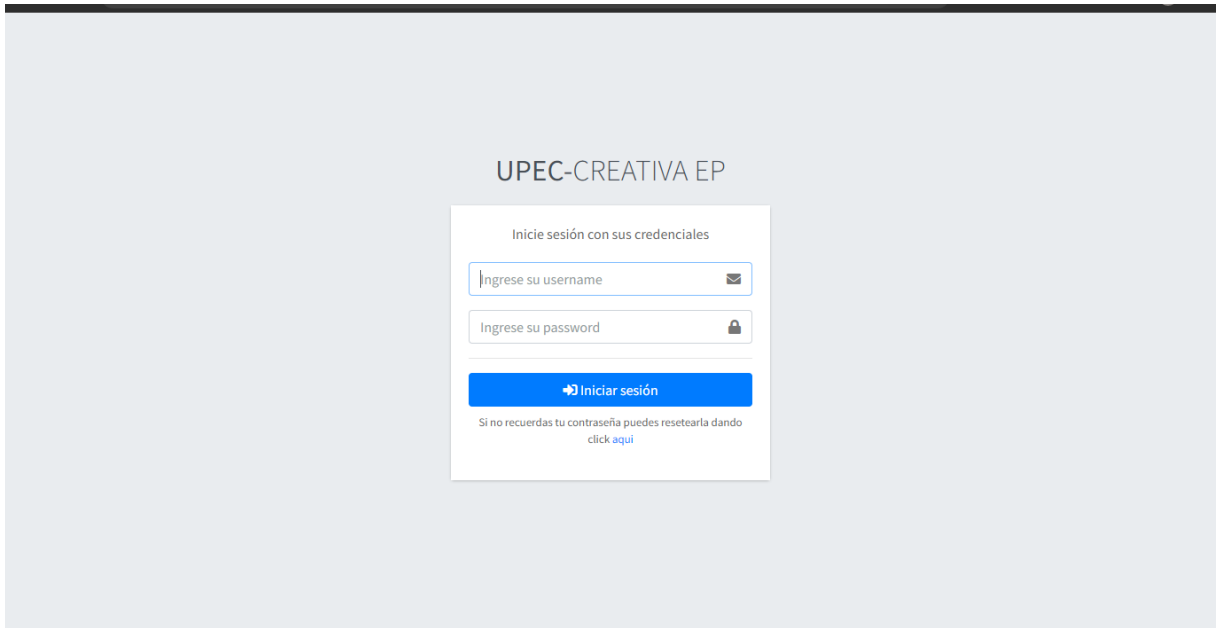 UPEC-CREATIVA EP
Inicie sesión con sus credenciales
Ingrese su username
Ingrese su password
Iniciar sesión
Si no recuerdas tu contraseña puedes resetearla dando
click aqui